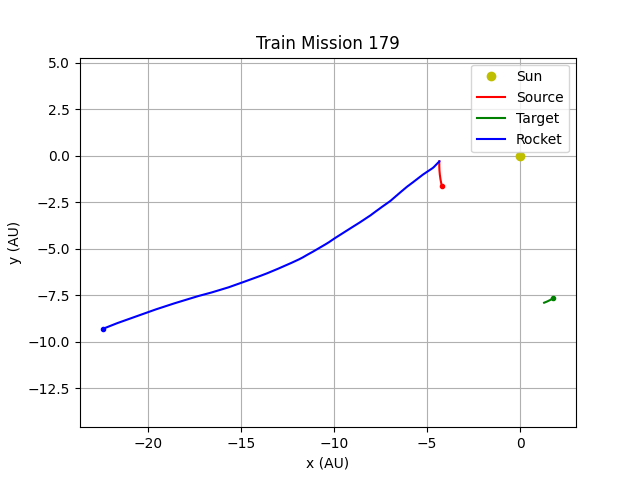 Train Mission 179
Sun
Source
Target
Rocket
5.0
2.5
0.0
−2.5
−5.0
−7.5
−10.0
−12.5
y (AU)
−20
−15
−10
−5
0
x (AU)